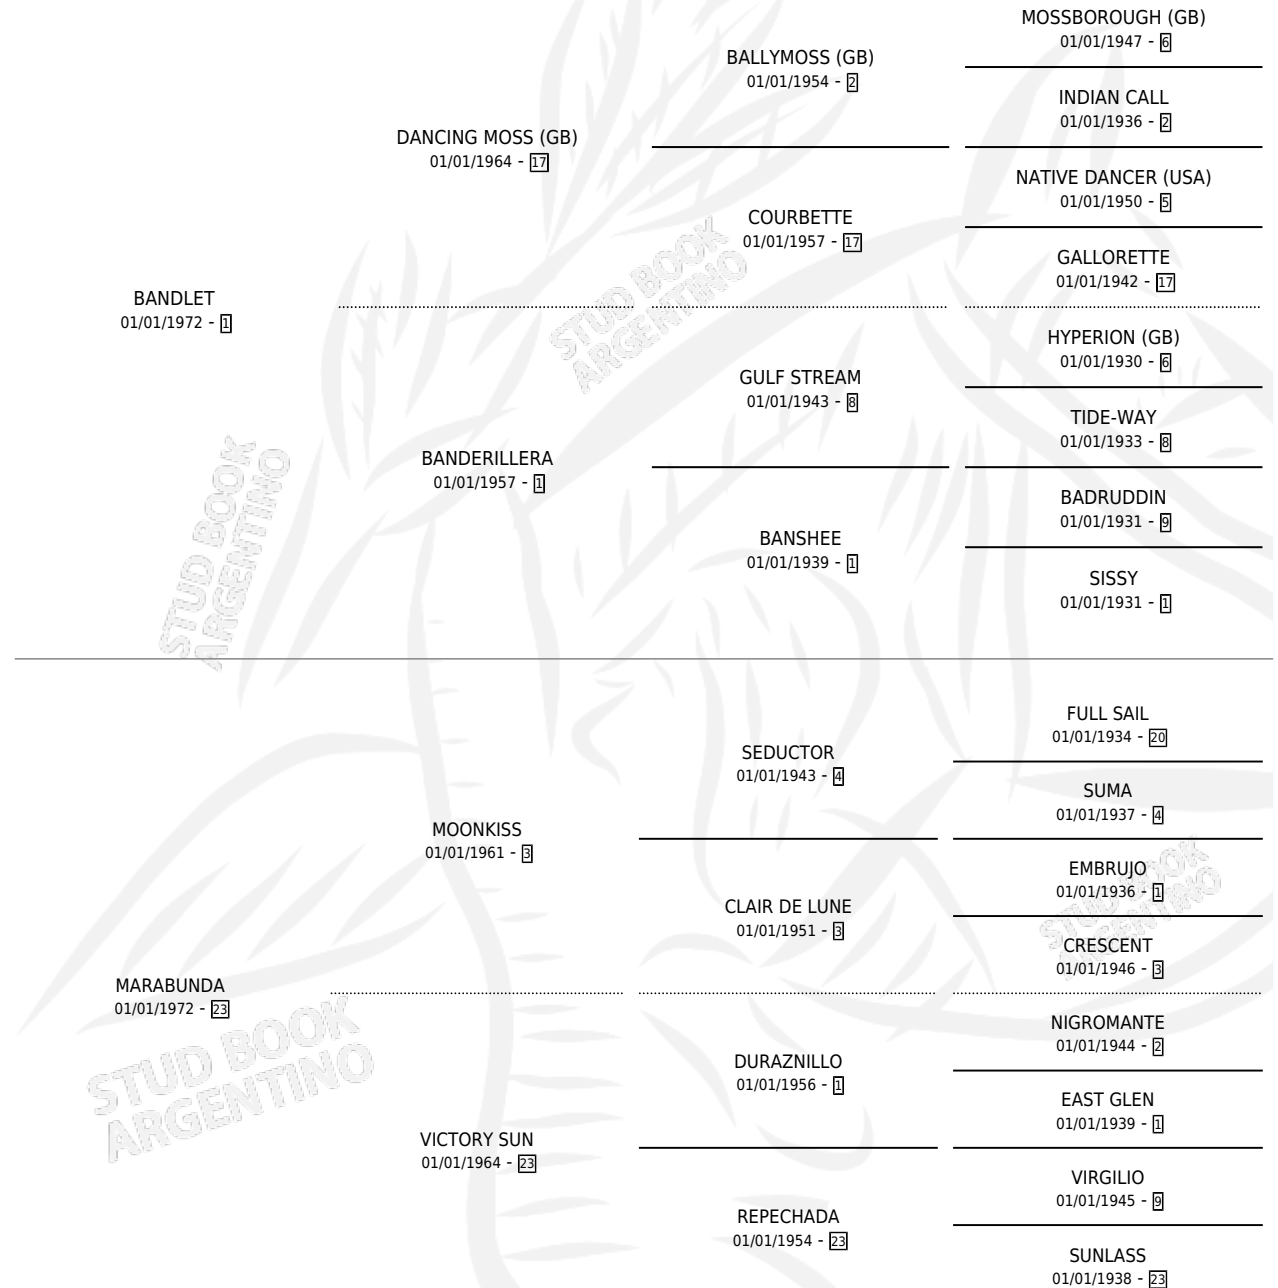 MOSSBOROUGH (GB)
01/01/1947 - 6
BALLYMOSS (GB)
01/01/1954 - 2
INDIAN CALL
01/01/1936 - 2
DANCING MOSS (GB)
01/01/1964 - 17
NATIVE DANCER (USA)
01/01/1950 - 5
COURBETTE
01/01/1957 - 17
GALLORETTE
01/01/1942 - 17
BANDLET
01/01/1972 - 1
HYPERION (GB)
01/01/1930 - 6
GULF STREAM
01/01/1943 - 8
TIDE-WAY
01/01/1933 - 8
BANDERILLERA
01/01/1957 - 1
BADRUDDIN
01/01/1931 - 9
BANSHEE
01/01/1939 - 1
SISSY
01/01/1931 - 1
STUD BOOK
ARGENTINO
STUD BOOK
ARGENTINO
FULL SAIL
01/01/1934 - 20
SEDUCTOR
01/01/1943 - 4
SUMA
01/01/1937 - 4
MOONKISS
01/01/1961 - 3
EMBRUJO
01/01/1936 - 1
CLAIR DE LUNE
01/01/1951 - 3
CRESCENT
01/01/1946 - 3
MARABUNDA
01/01/1972 - 23
NIGROMANTE
01/01/1944 - 2
DURAZNILLO
01/01/1956 - 1
EAST GLEN
01/01/1939 - 1
VICTORY SUN
01/01/1964 - 23
VIRGILIO
01/01/1945 - 9
REPECHADA
01/01/1954 - 23
SUNLASS
01/01/1938 - 23
STUD BOOK
ARGENTINO
STUD BOOK
ARGENTINO